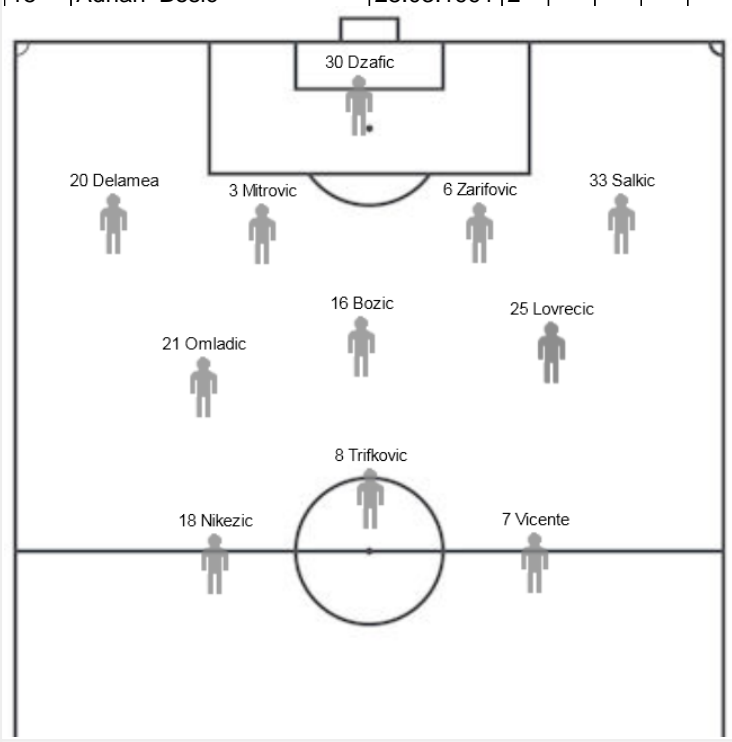 30 Dzafic
20 Delamea
3 Mitrovic
6 Zarifovic
33 Salkic
16 Bozic
25 Lovrecic
21 Omladic
8 Trifkovic
18 Nikezic
7 Vicente